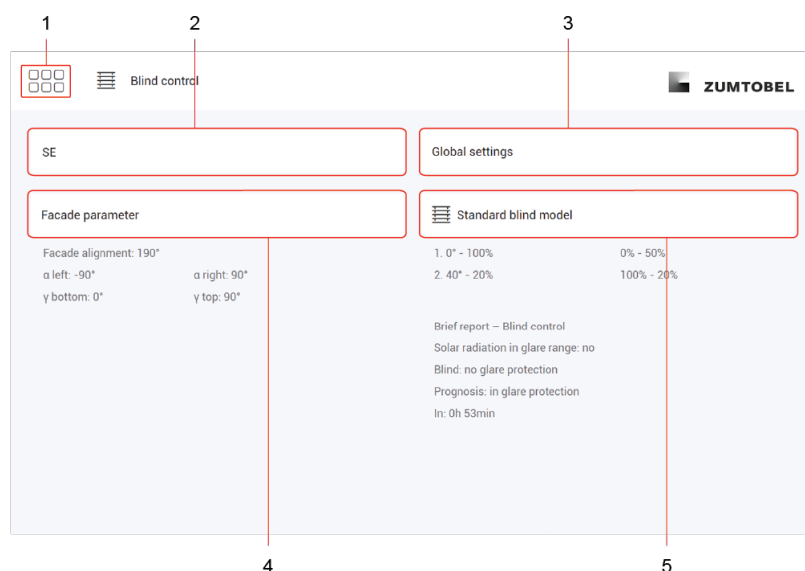 1 2 3
Blind control
ZUMTOBEL
SE
Global settings
Facade parameter
Standard blind model
Facade alignment: 190°
α left: -90° α right: 90°
γ bottom: 0° γ top: 90°
1. 0° - 100% 0% - 50%
2. 40° - 20% 100% - 20%
Brief report – Blind control
Solar radiation in glare range: no
Blind: no glare protection
Prognosis: in glare protection
In: 0h 53min
4 5